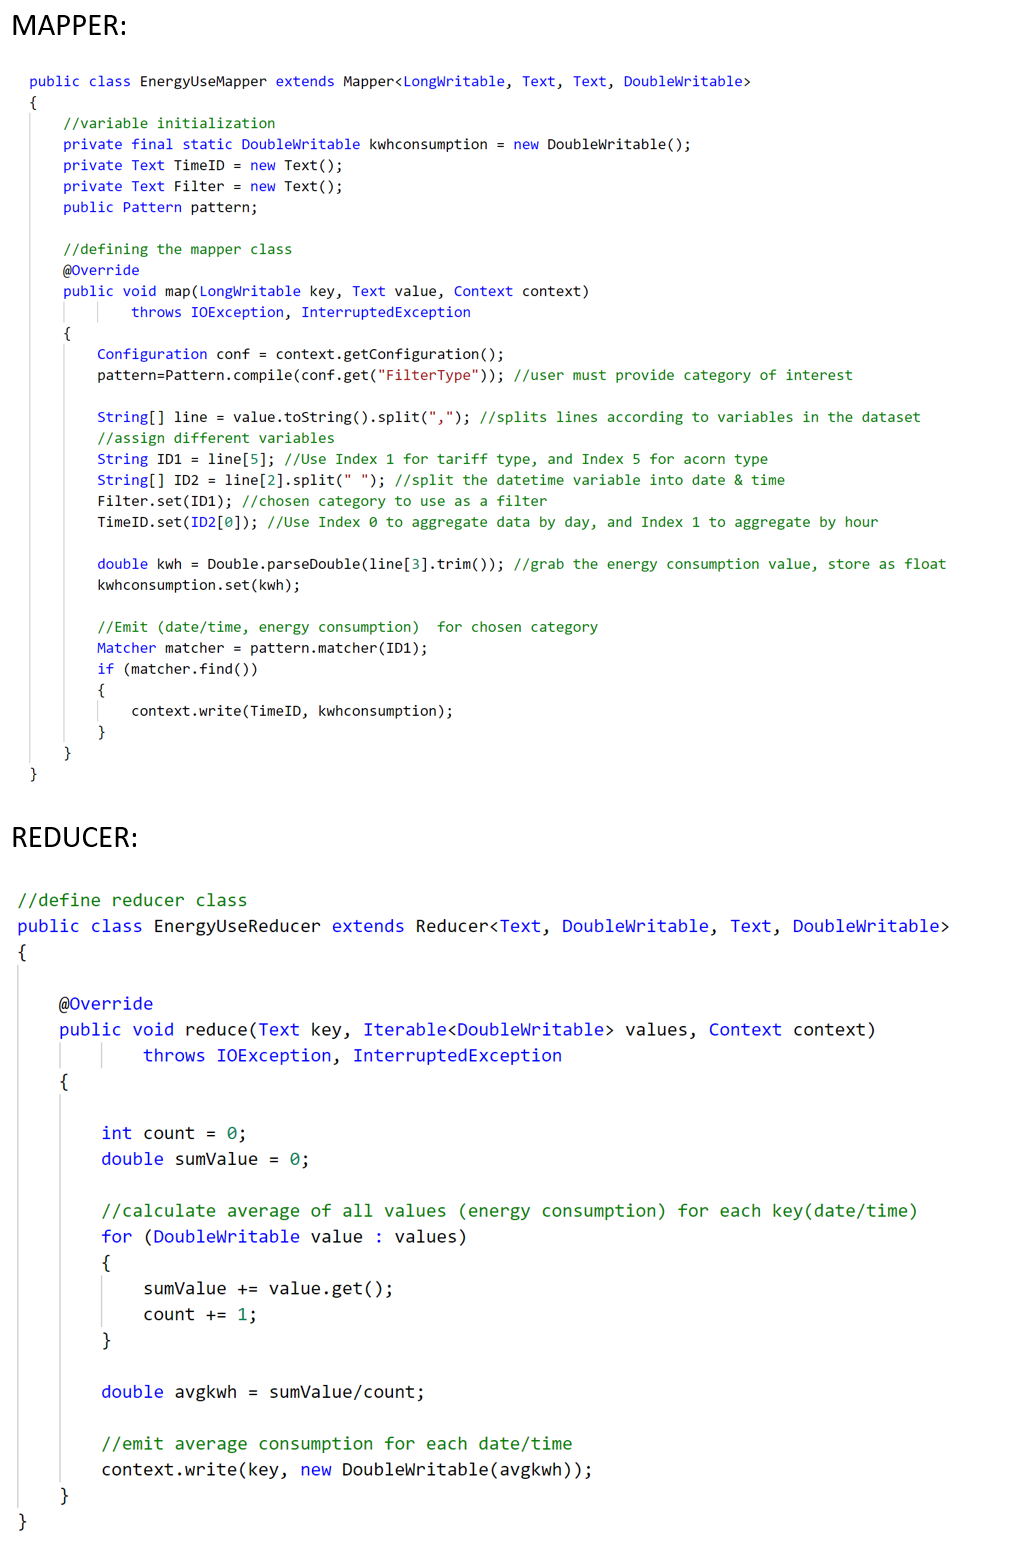 MAPPER:
public class EnergyUseMapper extends Mapper<LongWritable, Text, Text, DoubleWritable>
{
//variable initialization
private final static DoubleWritable kwhconsumption = new DoubleWritable();
private Text TimeID = new Text();
private Text Filter = new Text();
public Pattern pattern;
//defining the mapper class
@Override
public void map(LongWritable key, Text value, Context context)
throws IOException, InterruptedException
{
Configuration conf = context.getConfiguration();
pattern=Pattern.compile(conf.get("FilterType")); //user must provide category of interest
String[] line = value.toString().split(","); //splits lines according to variables in the dataset
//assign different variables
String ID1 = line[5]; //Use Index 1 for tariff type, and Index 5 for acorn type
String[] ID2 = line[2].split(" "); //split the datetime variable into date & time
Filter.set(ID1); //chosen category to use as a filter
TimeID.set(ID2[0]); //Use Index 0 to aggregate data by day, and Index 1 to aggregate by hour
double kwh = Double.parseDouble(line[3].trim()); //grab the energy consumption value, store as float
kwhconsumption.set(kwh);
//Emit (date/time, energy consumption)  for chosen category
Matcher matcher = pattern.matcher(ID1);
if (matcher.find())
{
context.write(TimeID, kwhconsumption);
}
}
}
REDUCER:
//define reducer class
public class EnergyUseReducer extends Reducer<Text, DoubleWritable, Text, DoubleWritable>
{
@Override
public void reduce(Text key, Iterable<DoubleWritable> values, Context context)
throws IOException, InterruptedException
{
int count = 0;
double sumValue = 0;
//calculate average of all values (energy consumption) for each key(date/time)
for (DoubleWritable value : values)
{
sumValue += value.get();
count += 1;
}
double avgkwh = sumValue/count;
//emit average consumption for each date/time
context.write(key, new DoubleWritable(avgkwh));
}
}